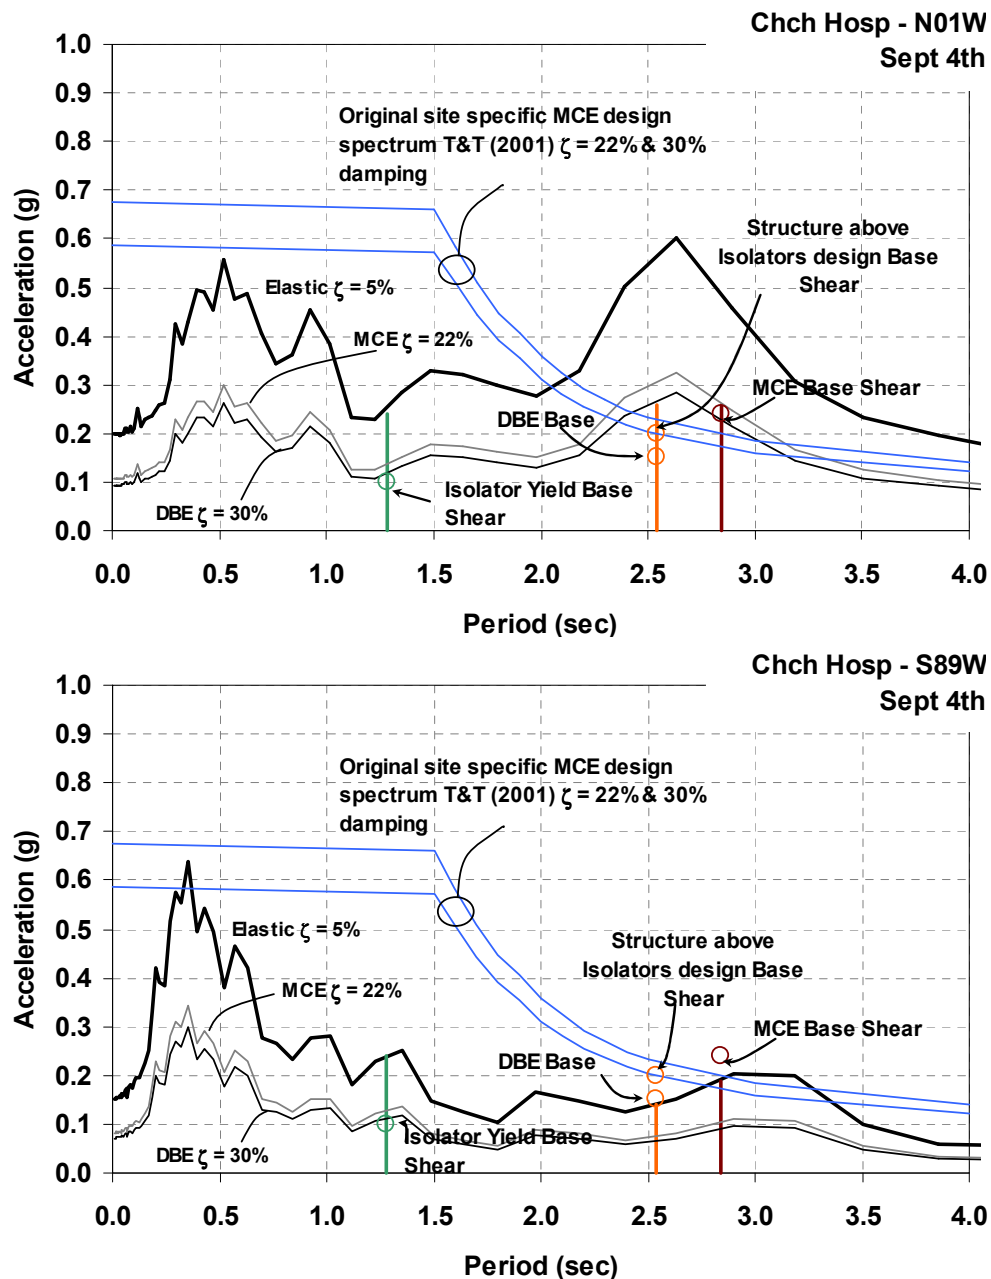 Chch Hosp - N01W
Sept 4th
1.0
0.9
0.8
0.7
0.6
0.5
0.4
0.3
0.2
0.1
0.0
Acceleration (g)
Original site specific MCE design
spectrum T&T (2001) ζ = 22% & 30%
damping
Structure above
Isolators design Base
Shear
Elastic ζ = 5%
MCE ζ = 22%
MCE Base Shear
DBE Base
Isolator Yield Base
Shear
DBE ζ = 30%
0.0 0.5 1.0 1.5 2.0 2.5 3.0 3.5 4.0
Period (sec)
Chch Hosp - S89W
Sept 4th
1.0
0.9
0.8
0.7
0.6
0.5
0.4
0.3
0.2
0.1
0.0
Acceleration (g)
Original site specific MCE design
spectrum T&T (2001) ζ = 22% & 30%
damping
Elastic ζ = 5%
Structure above
Isolators design Base
Shear
MCE ζ = 22%
MCE Base Shear
DBE Base
Isolator Yield Base
Shear
DBE ζ = 30%
0.0 0.5 1.0 1.5 2.0 2.5 3.0 3.5 4.0
Period (sec)